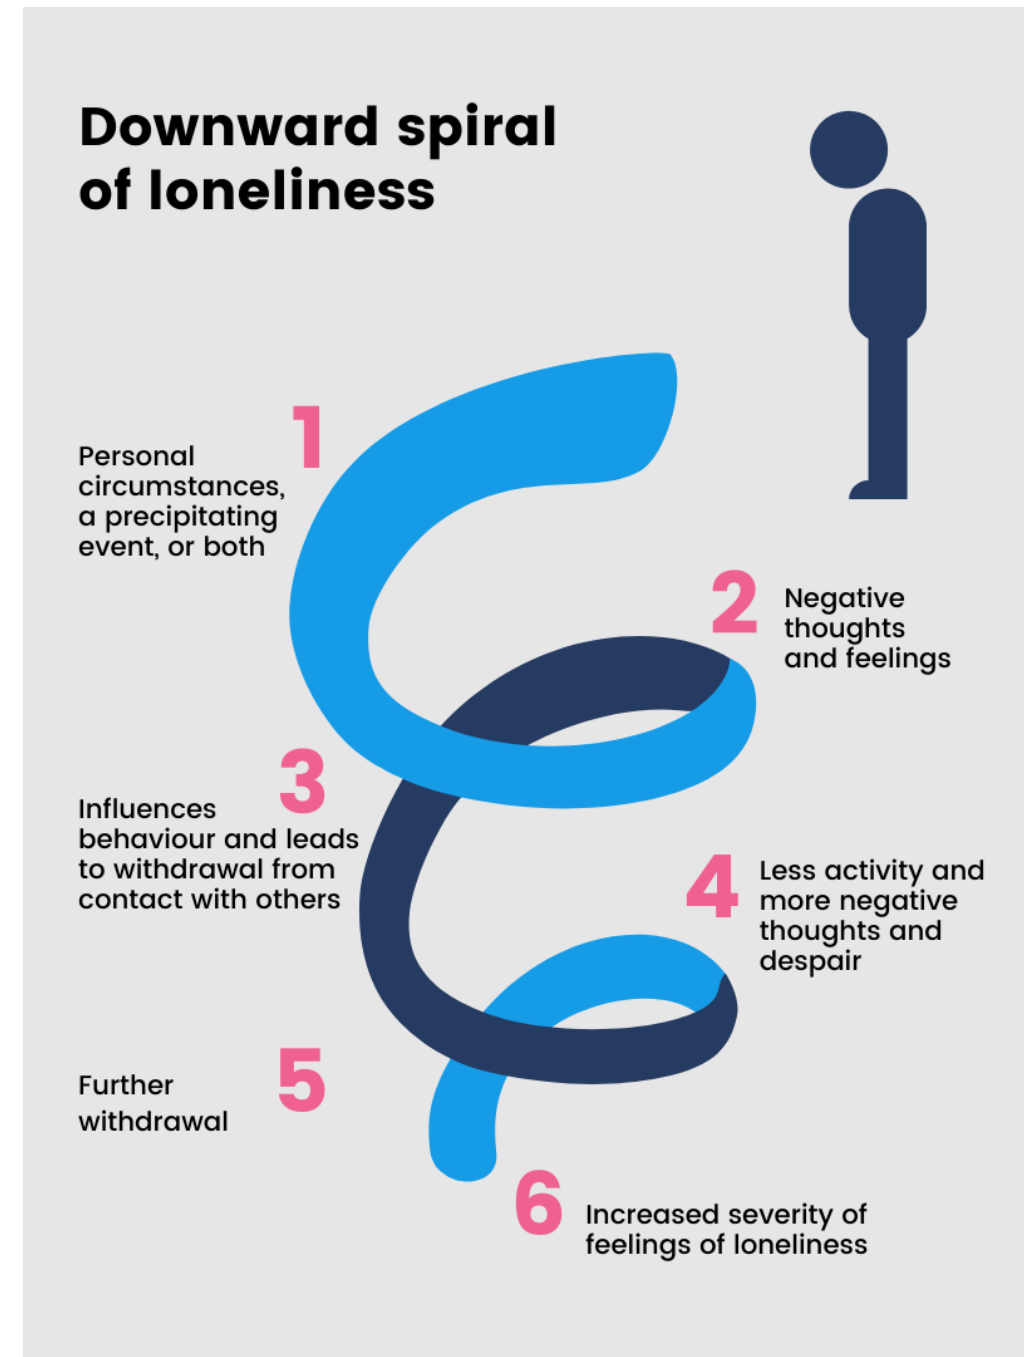 Downward spiral
of loneliness
1
Personal
circumstances,
a precipitating
event, or both
2
Negative
thoughts
and feelings
3
Influences
behaviour and leads
to withdrawal from
contact with others
4
Less activity and
more negative
thoughts and
despair
5
Further
withdrawal
6
Increased severity of
feelings of loneliness